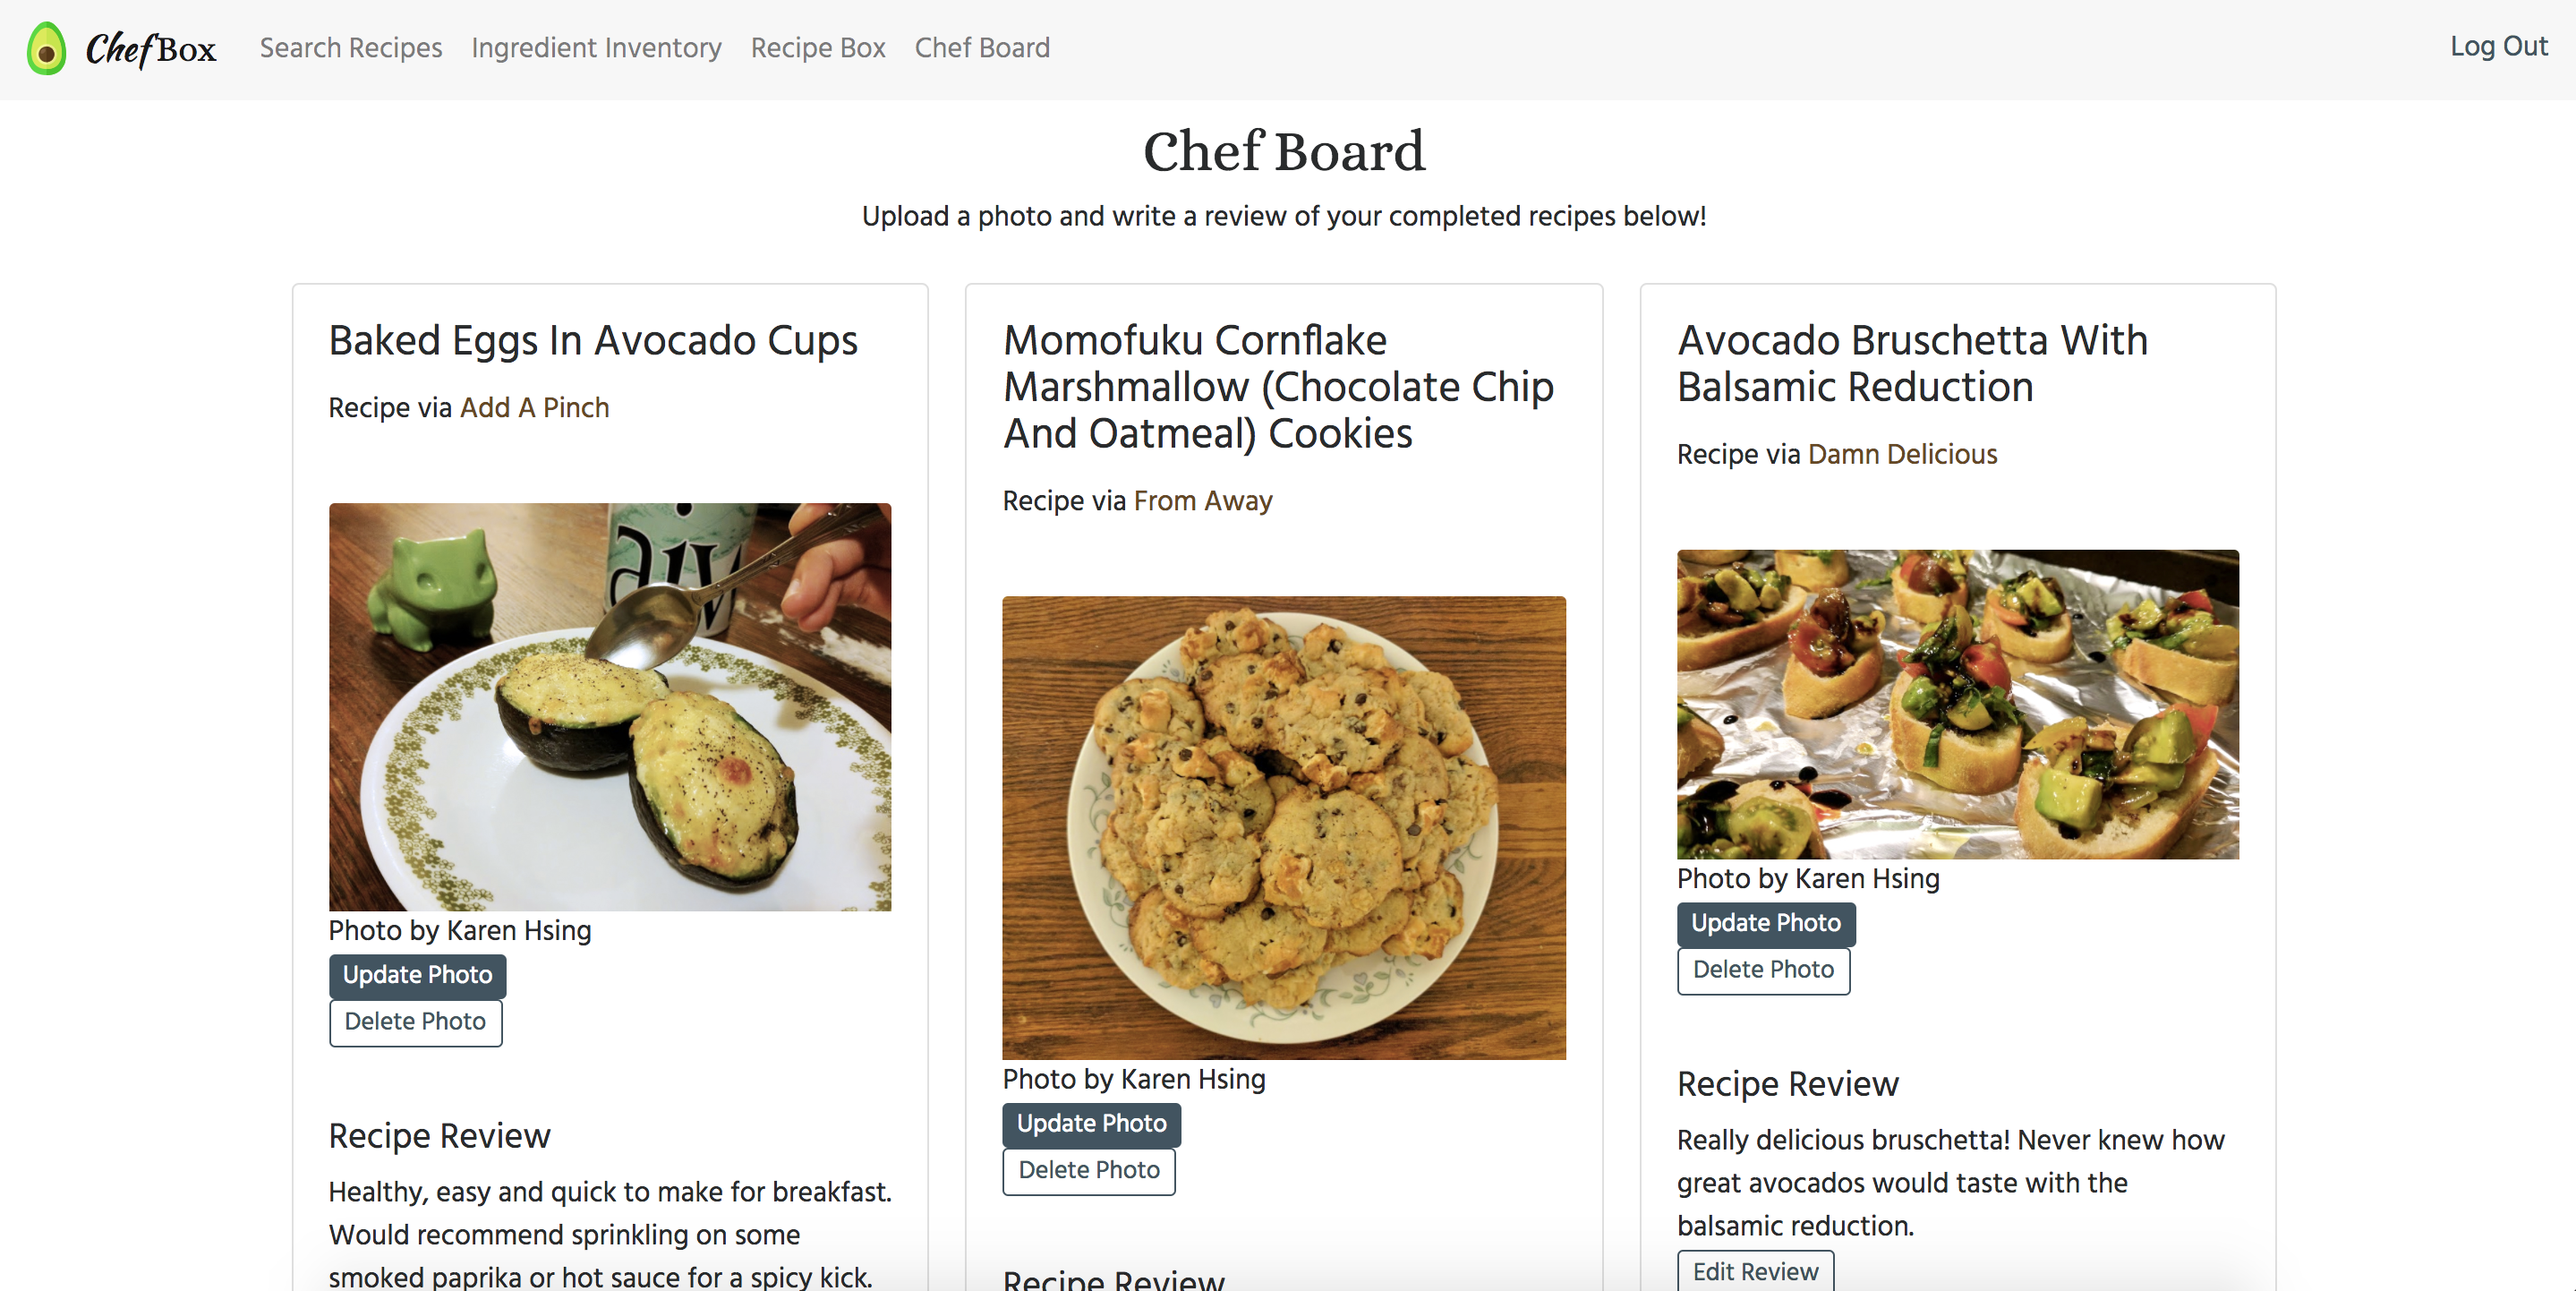 ChefBox
Search Recipes
Ingredient Inventory
Recipe Box
Chef Board
Log Out
Chef Board
Upload a photo and write a review of your completed recipes below!
Baked Eggs In Avocado Cups
Recipe via Add A Pinch
Photo by Karen Hsing
Update Photo
Delete Photo
Recipe Review
Healthy, easy and quick to make for breakfast.
Would recommend sprinkling on some
smoked paprika or hot sauce for a spicy kick.
Momofuku Cornflake
Marshmallow (Chocolate Chip
And Oatmeal) Cookies
Recipe via From Away
Photo by Karen Hsing
Update Photo
Delete Photo
Recipe Review
Avocado Bruschetta With
Balsamic Reduction
Recipe via Damn Delicious
Photo by Karen Hsing
Update Photo
Delete Photo
Recipe Review
Really delicious bruschetta! Never knew how
great avocados would taste with the
balsamic reduction.
Edit Review